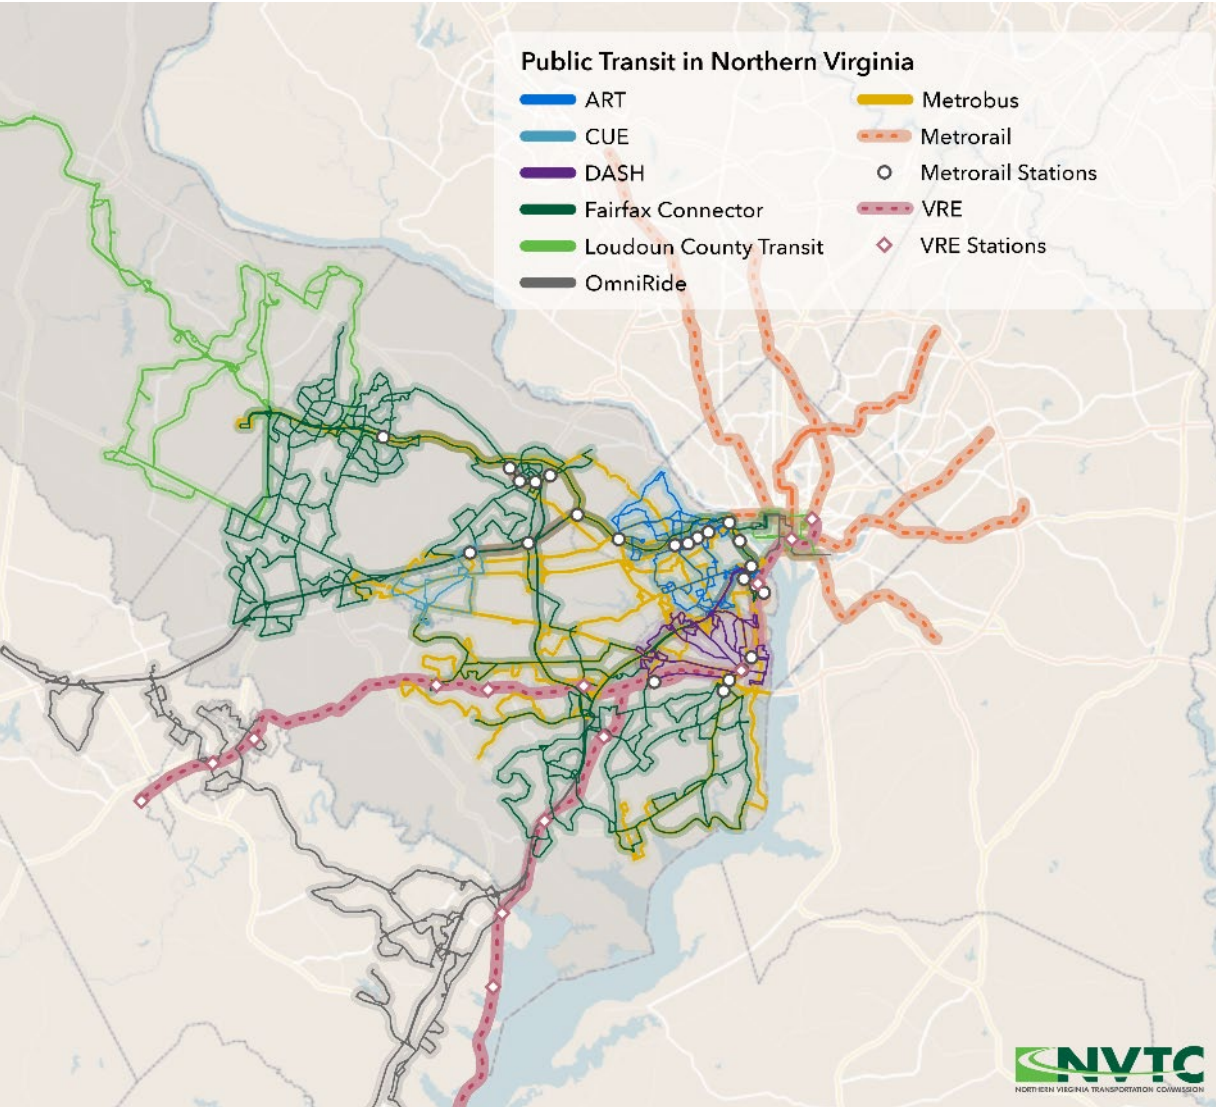 Public Transit in Northern Virginia
ART
CUE
DASH
Fairfax Connector
Loudoun County Transit
OmniRide
Metrobus
Metrorail
Metrorail Stations
VRE
VRE Stations
NVTC
NORTHERN VIRGINIA TRANSPORTATION COMMISSION